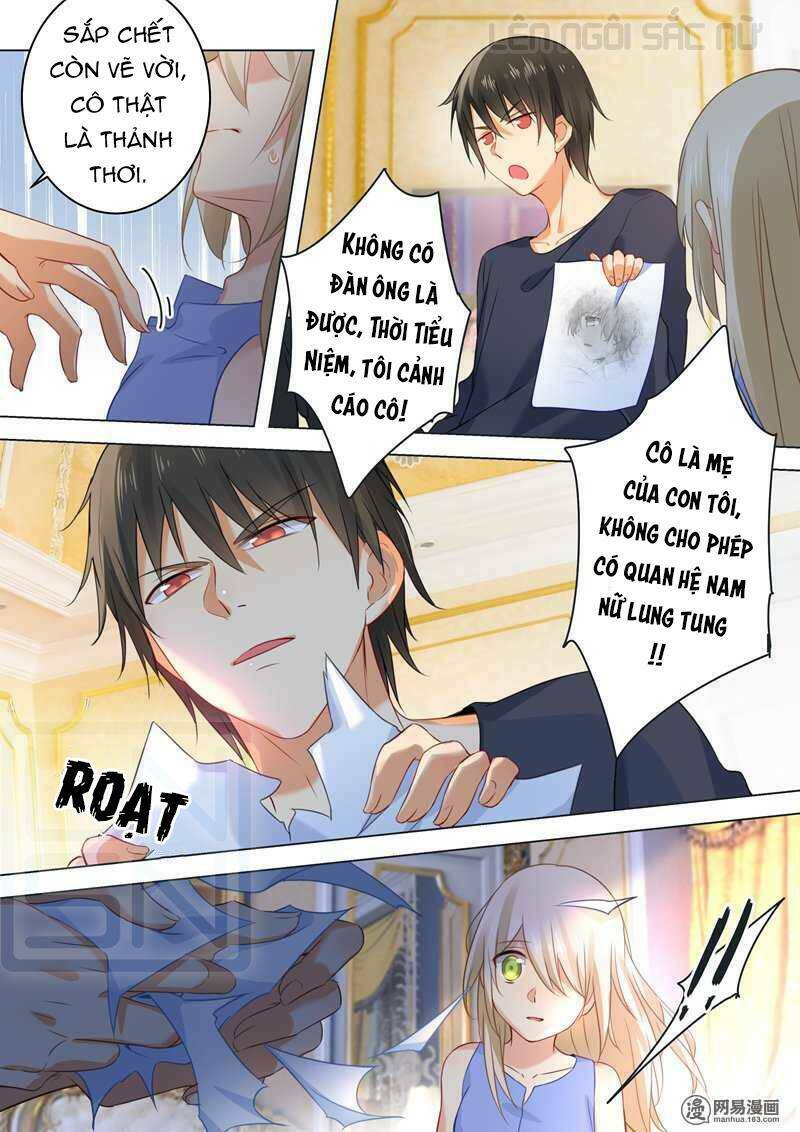 LÊN NGÔI SẮC NỮ
SẮP CHẾT
CÒN VẼ VỜI,
CÔ THẬT
LÀ THẢNH
THƠI.
KHÔNG CÓ
ĐÀN ÔNG LÀ
ĐƯỢC, THỜI TIỂU
NIỆM, TÔI CẢNH
CÁO CÔ!
CÔ LÀ MẸ
CỦA CON TÔI,
KHÔNG CHO PHÉP
CÓ QUAN HỆ NAM
NỮ LUNG TUNG
!!
ROẠT
!!
网易漫画
manhua.163.com